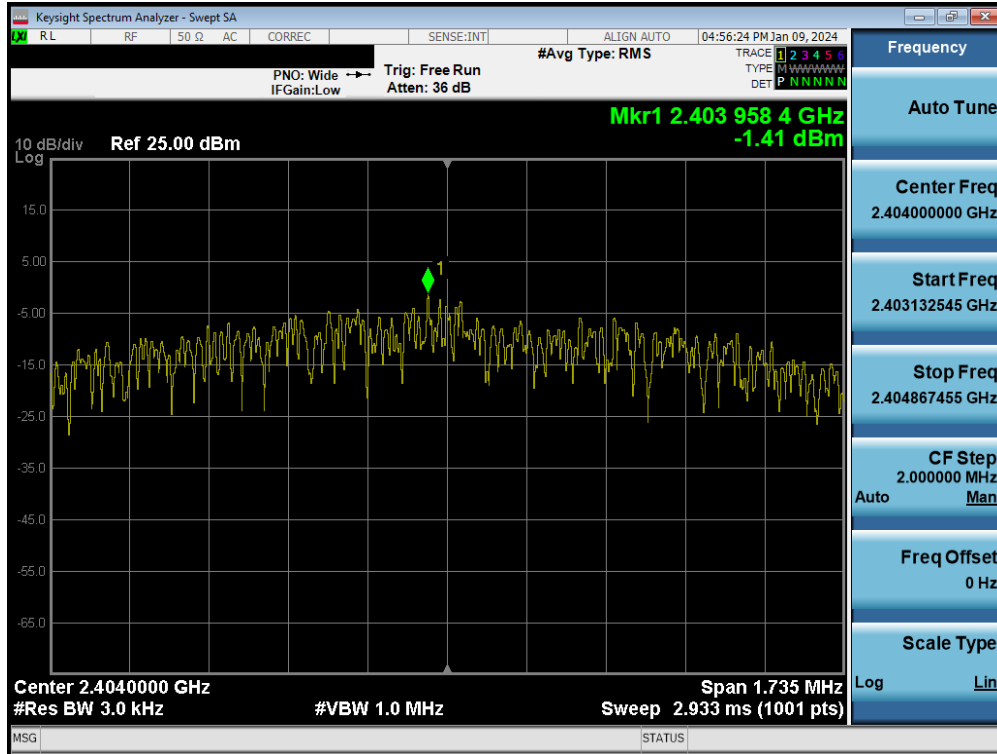 Keysight Spectrum Analyzer - Swept SA
LXI RL RF 50 Ω AC CORREC SENSE:INT ALIGN AUTO 04:56:24 PM Jan 09, 2024
#Avg Type: RMS
TRACE 1 2 3 4 5 6
TYPE M WWWWW
DET P N N N N N
PNO: Wide
IFGain:Low
Trig: Free Run
Atten: 36 dB
Mkr1 2.403 958 4 GHz
-1.41 dBm
10 dB/div
Log
Ref 25.00 dBm
15.0
5.00
-5.00
-15.0
-25.0
-35.0
-45.0
-55.0
-65.0
1
Center 2.4040000 GHz
Span 1.735 MHz
#Res BW 3.0 kHz
#VBW 1.0 MHz
Sweep 2.933 ms (1001 pts)
MSG
STATUS
Frequency
Auto Tune
Center Freq
2.404000000 GHz
Start Freq
2.403132545 GHz
Stop Freq
2.404867455 GHz
CF Step
2.000000 MHz
Auto Man
Freq Offset
0 Hz
Scale Type
Log Lin